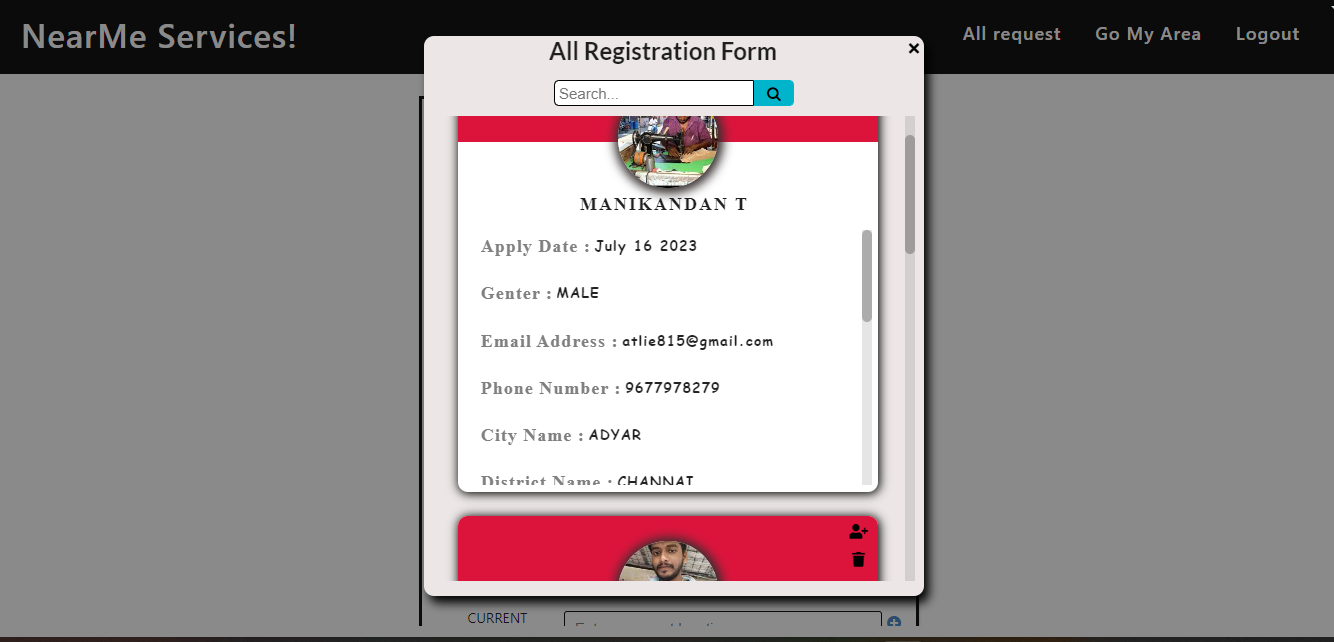 NearMe Services!
All request
Go My Area
Logout
All Registration Form
Search...
MANIKANDAN T
Apply Date : July 16 2023
Genter : MALE
Email Address : atlie815@gmail.com
Phone Number : 9677978279
City Name : ADYAR
District Name : CHANNAI
CURRENT